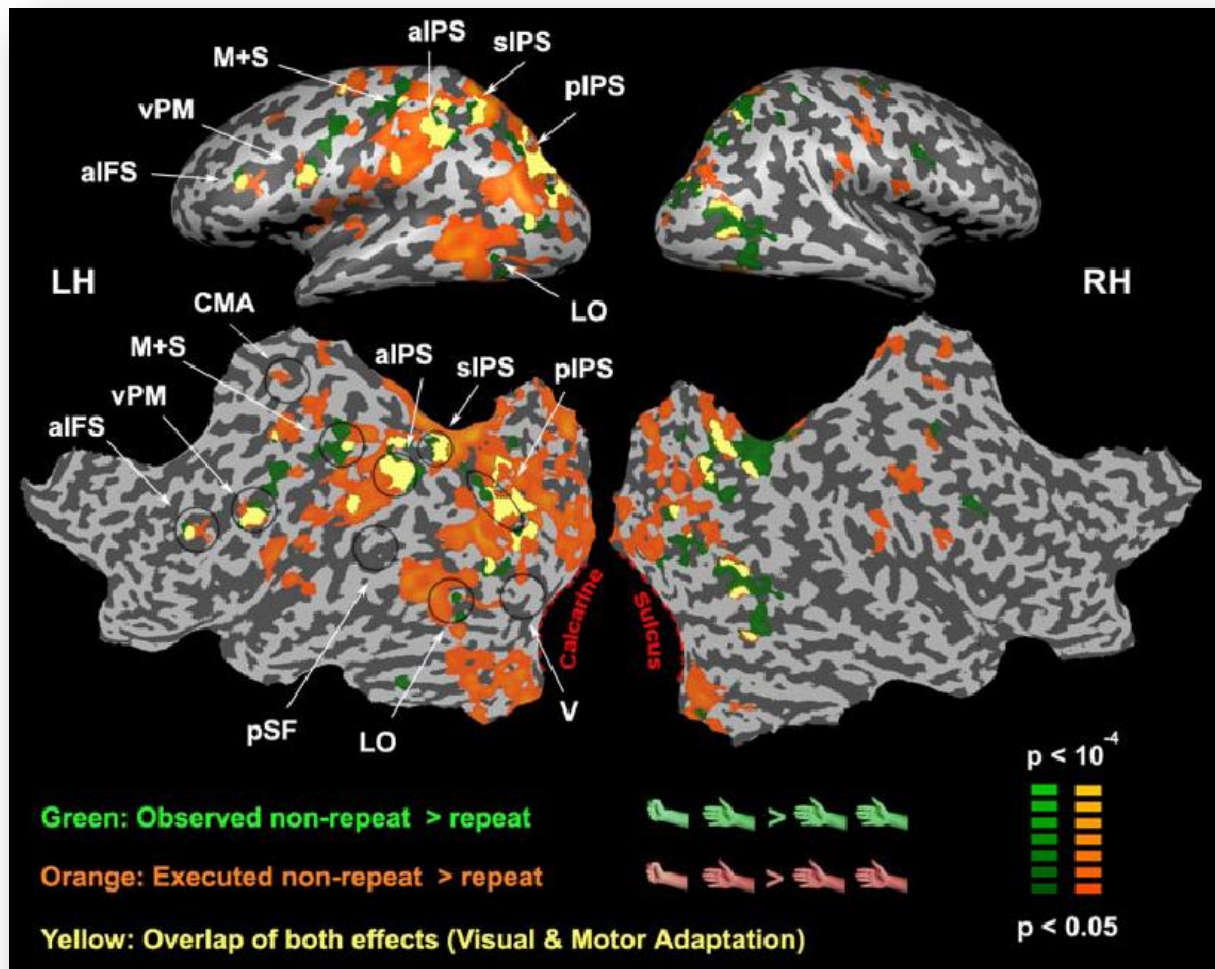 aIPS
sIPS
M+S
pIPS
vPM
aIFS
LH
RH
LO
CMA
M+S
aIPS
sIPS
pIPS
vPM
aIFS
Calcarine
Sulcus
pSF
LO
V
p < 10-4
Green: Observed non-repeat > repeat
>
Orange: Executed non-repeat > repeat
>
p < 0.05
Yellow: Overlap of both effects (Visual & Motor Adaptation)